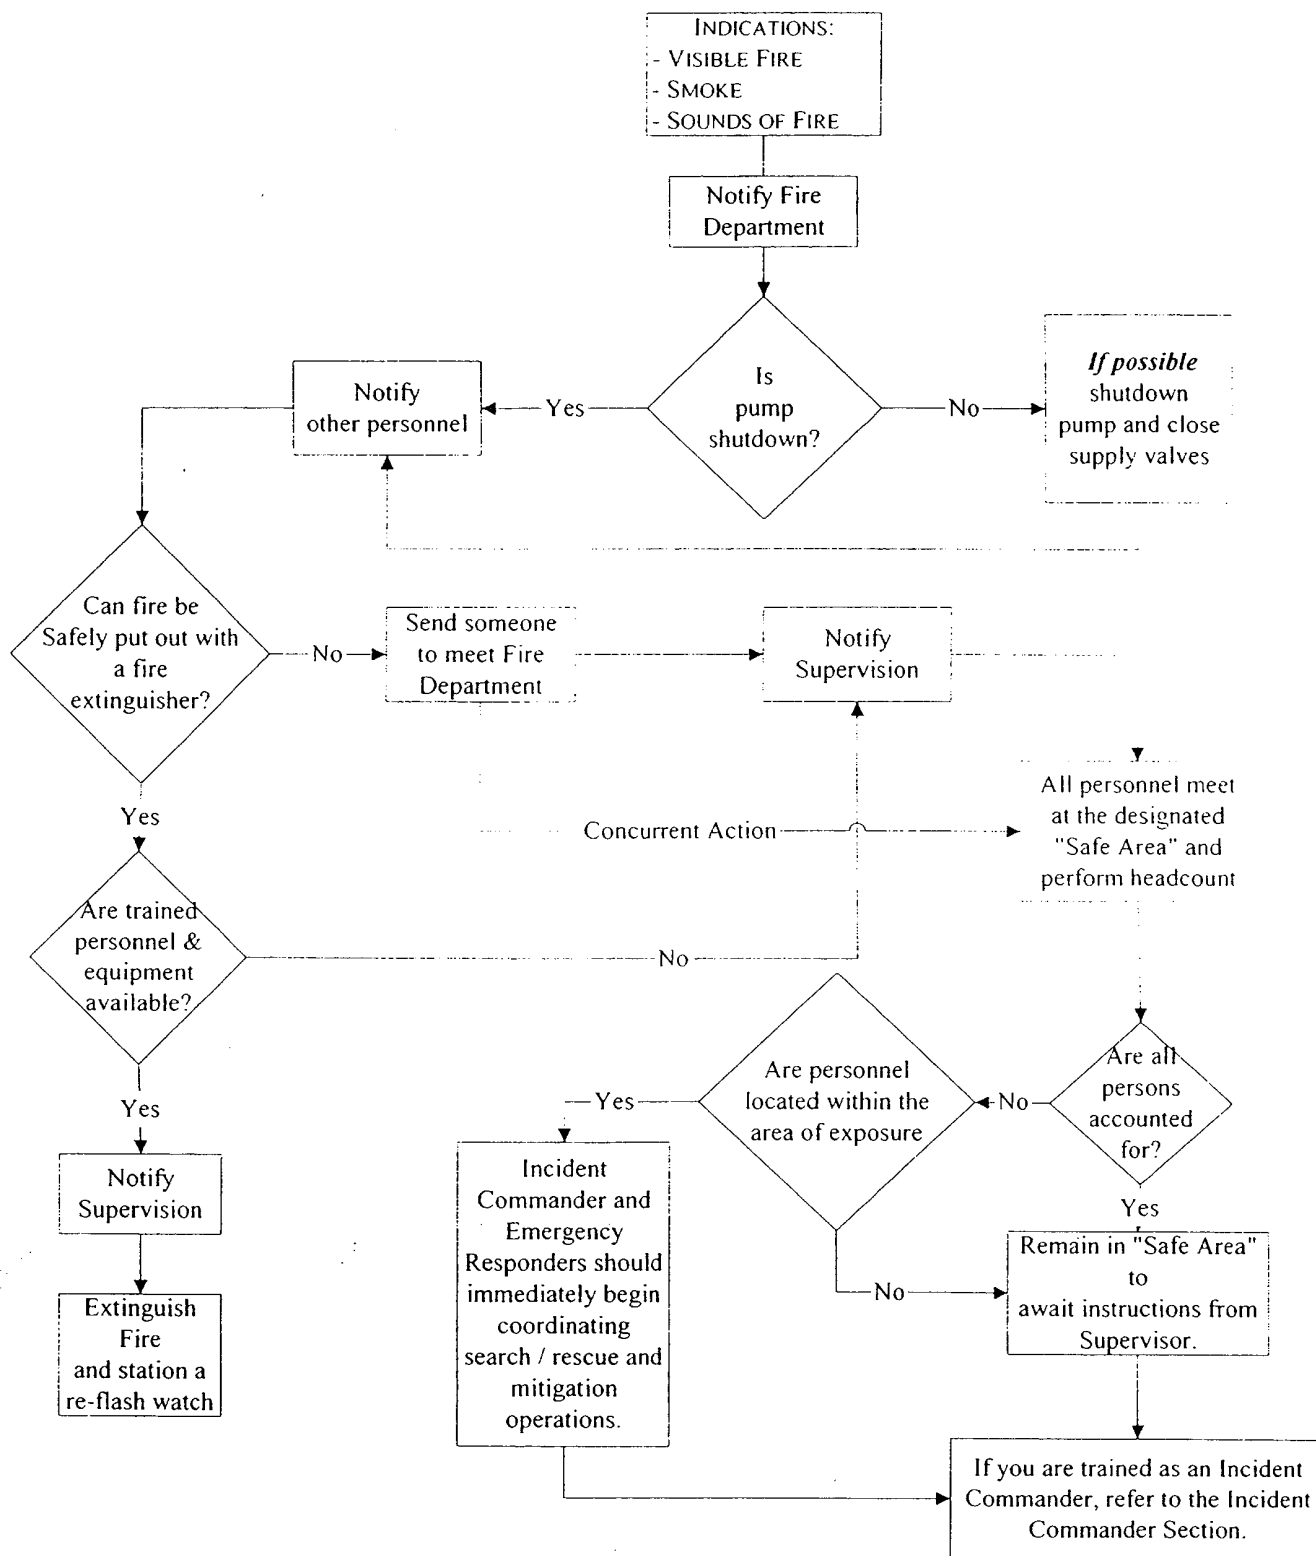 INDICATIONS:
- VISIBLE FIRE
- SMOKE
- SOUNDS OF FIRE
Notify Fire
Department
Is
pump
shutdown?
Yes
No
Notify
other personnel
If possible
shutdown
pump and close
supply valves
Can fire be
Safely put out with
a fire
extinguisher?
No
Send someone
to meet Fire
Department
Notify
Supervision
Yes
Concurrent Action
All personnel meet
at the designated
"Safe Area" and
perform headcount
Are trained
personnel &
equipment
available?
No
Yes
Are all
persons
accounted
for?
No
Are personnel
located within the
area of exposure
Yes
Yes
No
Notify
Supervision
Extinguish
Fire
and station a
re-flash watch
Incident
Commander and
Emergency
Responders should
immediately begin
coordinating
search / rescue and
mitigation
operations.
Remain in "Safe Area"
to
await instructions from
Supervisor.
If you are trained as an Incident
Commander, refer to the Incident
Commander Section.